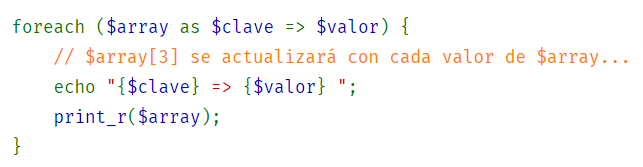 foreach ($array as $clave => $valor) {
    // $array[3] se actualizará con cada valor de $array...
    echo "{$clave} => {$valor} ";
    print_r($array);
}